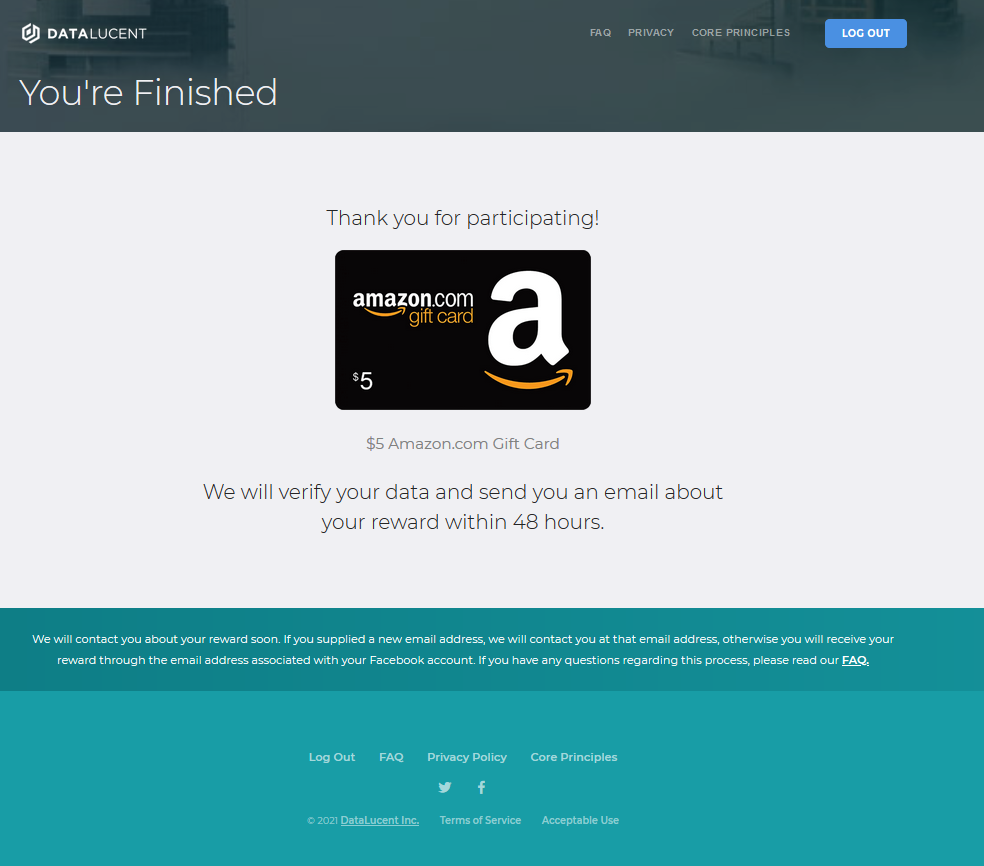 DATALUCENT
FAQ PRIVACY CORE PRINCIPLES LOG OUT
You're Finished
Thank you for participating!
amazon.com
gift card
a
$5
$5 Amazon.com Gift Card
We will verify your data and send you an email about
your reward within 48 hours.
We will contact you about your reward soon. If you supplied a new email address, we will contact you at that email address, otherwise you will receive your
reward through the email address associated with your Facebook account. If you have any questions regarding this process, please read our FAQ.
Log Out FAQ Privacy Policy Core Principles
© 2021 DataLucent Inc. Terms of Service Acceptable Use